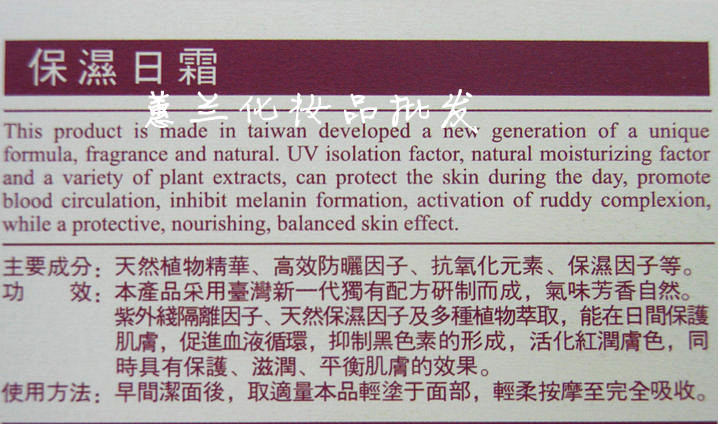 保濕日霜
蕙兰化妆品批发
This product is made in taiwan developed a new generation of a unique
formula, fragrance and natural. UV isolation factor, natural moisturizing factor
and a variety of plant extracts, can protect the skin during the day, promote
blood circulation, inhibit melanin formation, activation of ruddy complexion,
while a protective, nourishing, balanced skin effect.
主要成分：天然植物精華、高效防曬因子、抗氧化元素、保濕因子等。
功　　效：本產品采用臺灣新一代獨有配方研制而成，氣味芳香自然。
紫外綫隔離因子、天然保濕因子及多種植物萃取，能在日間保護
肌膚，促進血液循環，抑制黑色素的形成，活化紅潤膚色，同
時具有保護、滋潤、平衡肌膚的效果。
使用方法：早間潔面後，取適量本品輕塗于面部，輕柔按摩至完全吸收。